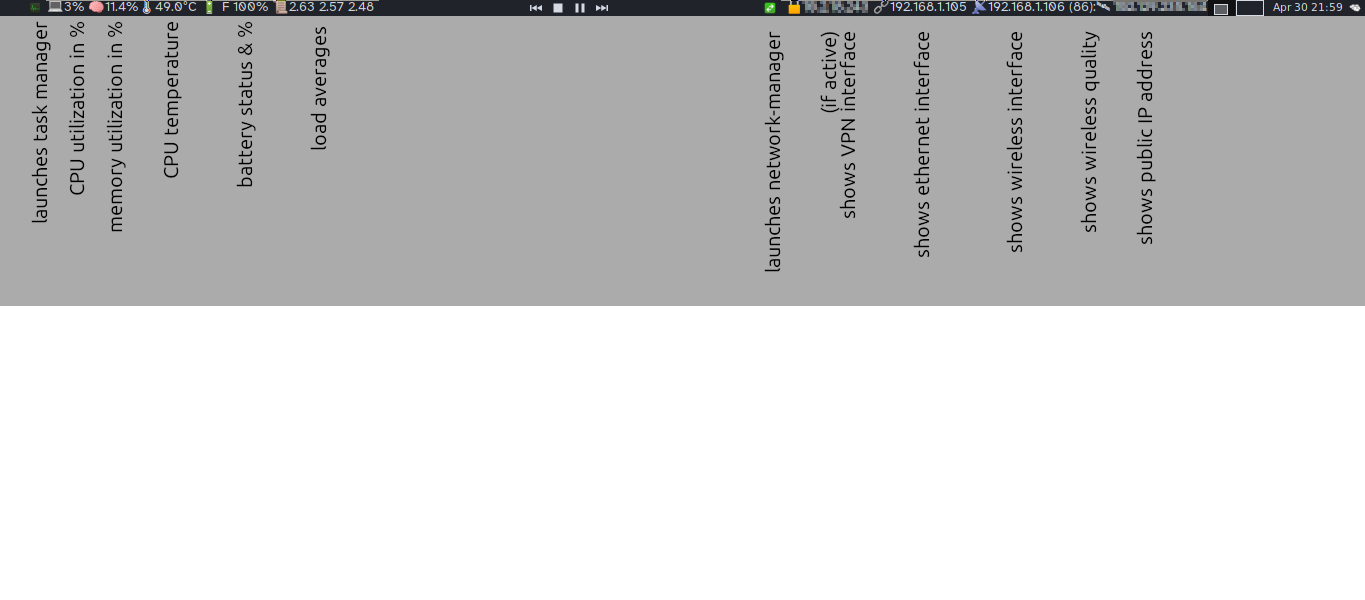 3% 11.4% 49.0°C F 100% 2.63 2.57 2.48 192.168.1.105 192.168.1.106 (86): Apr 30 21:59
launches task manager
CPU utilization in %
memory utilization in %
CPU temperature
battery status & %
load averages
launches network-manager
(if active)
shows VPN interface
shows ethernet interface
shows wireless interface
shows wireless quality
shows public IP address